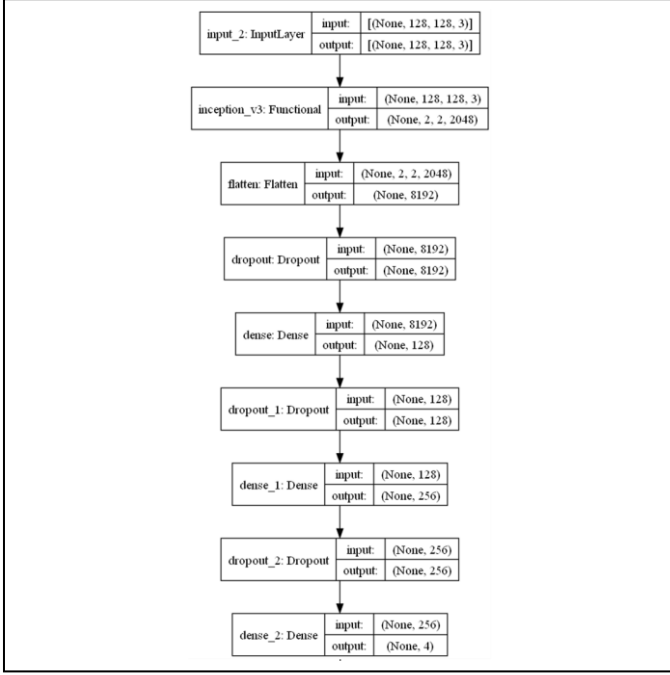 input_2: InputLayer input: [(None, 128, 128, 3)]
output: [(None, 128, 128, 3)]
inception_v3: Functional input: (None, 128, 128, 3)
output: (None, 2, 2, 2048)
flatten: Flatten input: (None, 2, 2, 2048)
output: (None, 8192)
dropout: Dropout input: (None, 8192)
output: (None, 8192)
dense: Dense input: (None, 8192)
output: (None, 128)
dropout_1: Dropout input: (None, 128)
output: (None, 128)
dense_1: Dense input: (None, 128)
output: (None, 256)
dropout_2: Dropout input: (None, 256)
output: (None, 256)
dense_2: Dense input: (None, 256)
output: (None, 4)